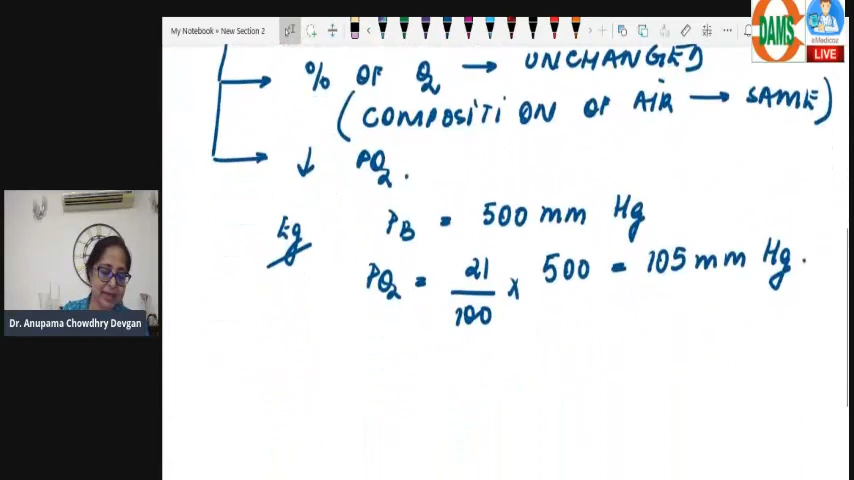 My Notebook » New Section 2
DAMS
eMedicoz
LIVE
% OF O2 → UNCHANGED
(COMPOSITION OF AIR → SAME)
↓ PO2.
Eg PB = 500 mm Hg
PO2 = 21/100 x 500 = 105 mm Hg.
Dr. Anupama Chowdhry Devgan